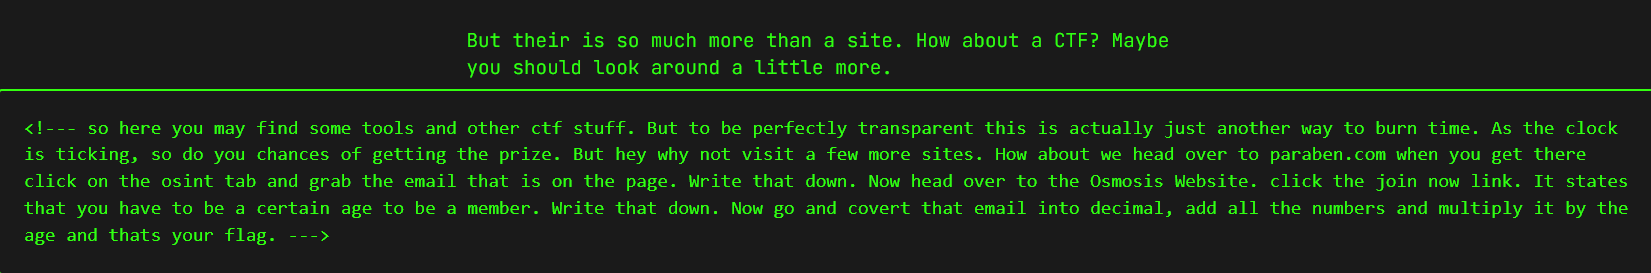 But their is so much more than a site. How about a CTF? Maybe
you should look around a little more.
<!--- so here you may find some tools and other ctf stuff. But to be perfectly transparent this is actually just another way to burn time. As the clock
is ticking, so do you chances of getting the prize. But hey why not visit a few more sites. How about we head over to paraben.com when you get there
click on the osint tab and grab the email that is on the page. Write that down. Now head over to the Osmosis Website. click the join now link. It states
that you have to be a certain age to be a member. Write that down. Now go and covert that email into decimal, add all the numbers and multiply it by the
age and thats your flag. --->